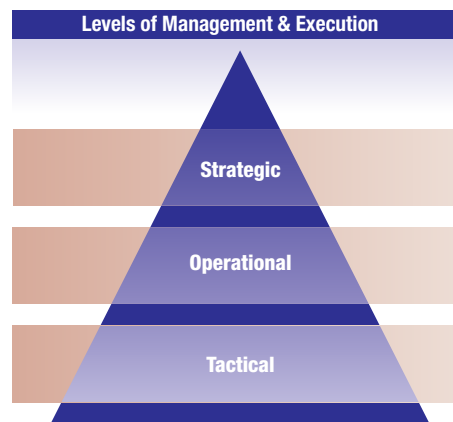 Levels of Management & Execution
Strategic
Operational
Tactical